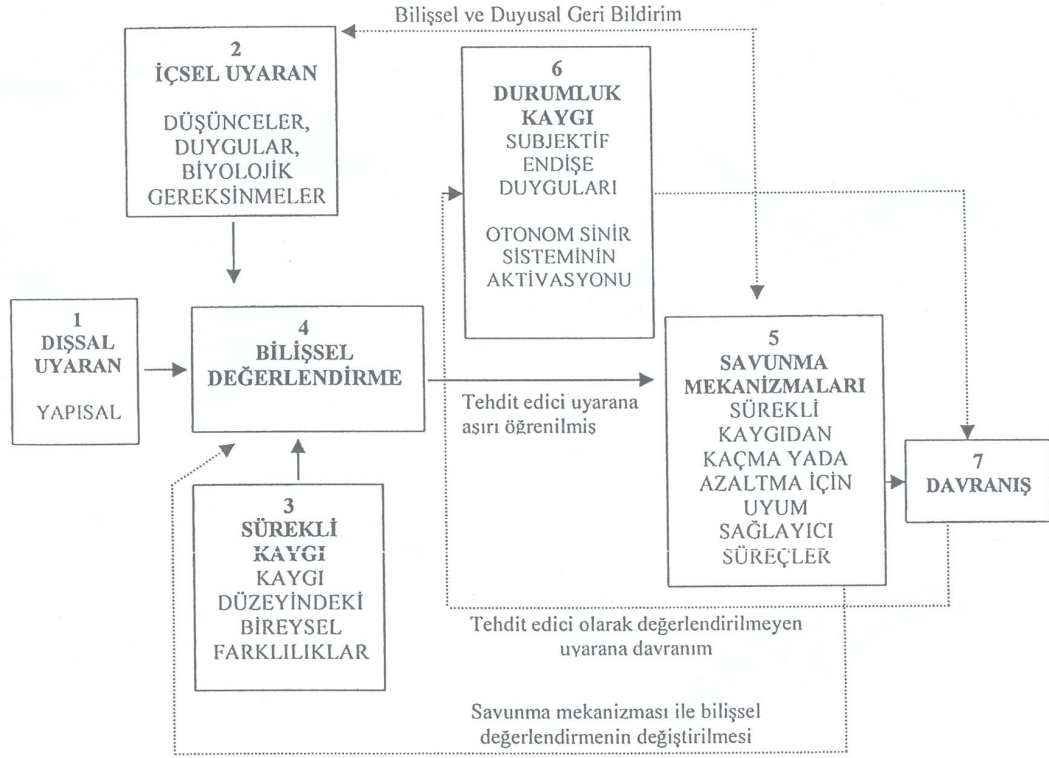 Bilişsel ve Duyusal Geri Bildirim
2
İÇSEL UYARAN
DÜŞÜNCELER,
DUYGULAR,
BİYOLOJİK
GEREKSİNMELER
6
DURUMLUK
KAYGI
SUBJEKTİF
ENDİŞE
DUYGULARI
OTONOM SİNİR
SİSTEMİNİN
AKTİVASYONU
1
DIŞSAL
UYARAN
YAPISAL
4
BİLİŞSEL
DEĞERLENDİRME
Tehdit edici uyarana
aşırı öğrenilmiş
5
SAVUNMA
MEKANİZMALARI
SÜREKLİ
KAYGIDAN
KAÇMA YADA
AZALTMA İÇİN
UYUM
SAĞLAYICI
SÜREÇLER
7
DAVRANIŞ
3
SÜREKLİ
KAYGI
KAYGI
DÜZEYİNDEKİ
BİREYSEL
FARKLILIKLAR
Tehdit edici olarak değerlendirilmeyen
uyarana davranım
Savunma mekanizması ile bilişsel
değerlendirmenin değiştirilmesi